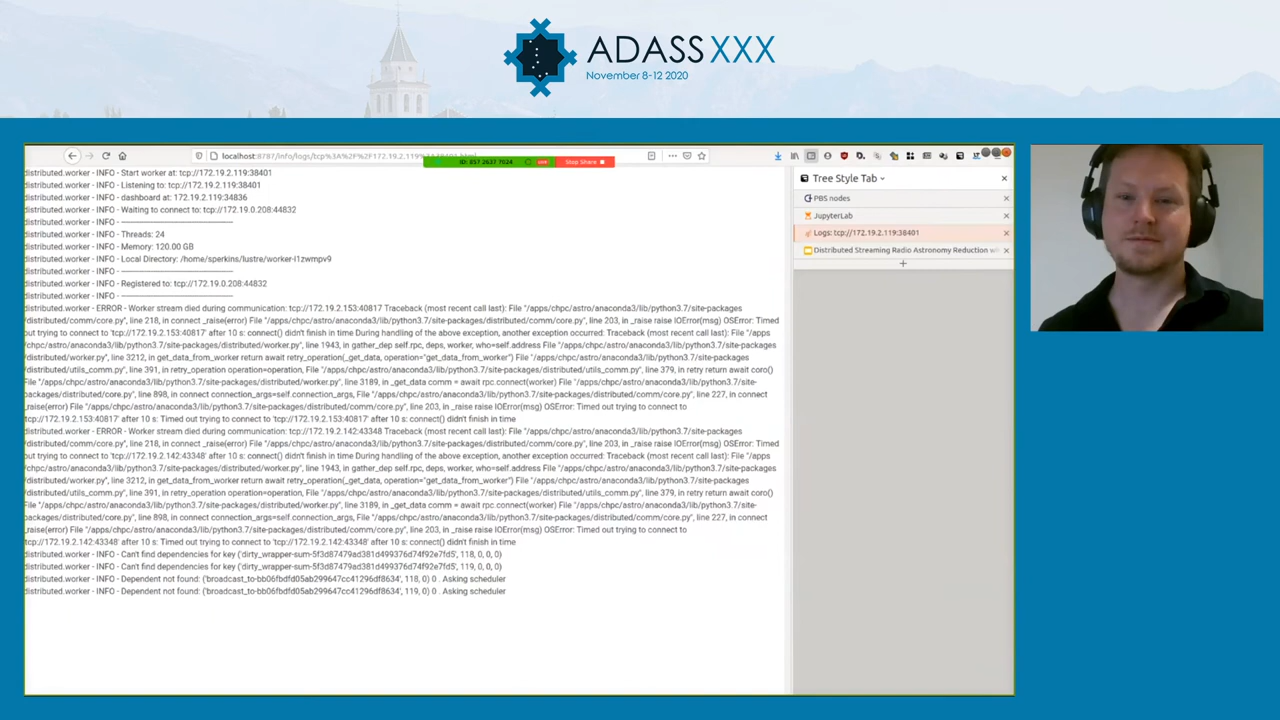 ADASS XXX
November 8-12 2020
localhost:8787/info/logs/tcp%3A%2F%2F172.19.2.119%3A38401.html
ID: 857 2637 7024
Stop Share
distributed.worker - INFO - Start worker at: tcp://172.19.2.119:38401
distributed.worker - INFO - Listening to: tcp://172.19.2.119:38401
distributed.worker - INFO - dashboard at: 172.19.2.119:34836
distributed.worker - INFO - Waiting to connect to: tcp://172.19.0.208:44832
distributed.worker - INFO - -------------------------------------------------
distributed.worker - INFO - Threads: 24
distributed.worker - INFO - Memory: 120.00 GB
distributed.worker - INFO - Local Directory: /home/sperkins/lustre/worker-i1zwmpv9
distributed.worker - INFO - -------------------------------------------------
distributed.worker - INFO - Registered to: tcp://172.19.0.208:44832
distributed.worker - INFO - -------------------------------------------------
distributed.worker - ERROR - Worker stream died during communication: tcp://172.19.2.153:40817 Traceback (most recent call last): File "/apps/chpc/astro/anaconda3/lib/python3.7/site-packages
/distributed/comm/core.py", line 218, in connect _raise(error) File "/apps/chpc/astro/anaconda3/lib/python3.7/site-packages/distributed/comm/core.py", line 203, in _raise raise IOError(msg) OSError: Timed
out trying to connect to 'tcp://172.19.2.153:40817' after 10 s: connect() didn't finish in time During handling of the above exception, another exception occurred: Traceback (most recent call last): File "/apps
/chpc/astro/anaconda3/lib/python3.7/site-packages/distributed/worker.py", line 1943, in gather_dep self.rpc, deps, worker, who=self.address File "/apps/chpc/astro/anaconda3/lib/python3.7/site-packages
/distributed/worker.py", line 3212, in get_data_from_worker return await retry_operation(_get_data, operation="get_data_from_worker") File "/apps/chpc/astro/anaconda3/lib/python3.7/site-packages
/distributed/utils_comm.py", line 391, in retry_operation operation=operation, File "/apps/chpc/astro/anaconda3/lib/python3.7/site-packages/distributed/utils_comm.py", line 379, in retry return await coro()
File "/apps/chpc/astro/anaconda3/lib/python3.7/site-packages/distributed/worker.py", line 3189, in _get_data comm = await rpc.connect(worker) File "/apps/chpc/astro/anaconda3/lib/python3.7/site-
packages/distributed/core.py", line 898, in connect connection_args=self.connection_args, File "/apps/chpc/astro/anaconda3/lib/python3.7/site-packages/distributed/comm/core.py", line 227, in connect
_raise(error) File "/apps/chpc/astro/anaconda3/lib/python3.7/site-packages/distributed/comm/core.py", line 203, in _raise raise IOError(msg) OSError: Timed out trying to connect to
'tcp://172.19.2.153:40817' after 10 s: Timed out trying to connect to 'tcp://172.19.2.153:40817' after 10 s: connect() didn't finish in time
distributed.worker - ERROR - Worker stream died during communication: tcp://172.19.2.142:43348 Traceback (most recent call last): File "/apps/chpc/astro/anaconda3/lib/python3.7/site-packages
/distributed/comm/core.py", line 218, in connect _raise(error) File "/apps/chpc/astro/anaconda3/lib/python3.7/site-packages/distributed/comm/core.py", line 203, in _raise raise IOError(msg) OSError: Timed
out trying to connect to 'tcp://172.19.2.142:43348' after 10 s: connect() didn't finish in time During handling of the above exception, another exception occurred: Traceback (most recent call last): File "/apps
/chpc/astro/anaconda3/lib/python3.7/site-packages/distributed/worker.py", line 1943, in gather_dep self.rpc, deps, worker, who=self.address File "/apps/chpc/astro/anaconda3/lib/python3.7/site-packages
/distributed/worker.py", line 3212, in get_data_from_worker return await retry_operation(_get_data, operation="get_data_from_worker") File "/apps/chpc/astro/anaconda3/lib/python3.7/site-packages
/distributed/utils_comm.py", line 391, in retry_operation operation=operation, File "/apps/chpc/astro/anaconda3/lib/python3.7/site-packages/distributed/utils_comm.py", line 379, in retry return await coro()
File "/apps/chpc/astro/anaconda3/lib/python3.7/site-packages/distributed/worker.py", line 3189, in _get_data comm = await rpc.connect(worker) File "/apps/chpc/astro/anaconda3/lib/python3.7/site-
packages/distributed/core.py", line 898, in connect connection_args=self.connection_args, File "/apps/chpc/astro/anaconda3/lib/python3.7/site-packages/distributed/comm/core.py", line 227, in connect
_raise(error) File "/apps/chpc/astro/anaconda3/lib/python3.7/site-packages/distributed/comm/core.py", line 203, in _raise raise IOError(msg) OSError: Timed out trying to connect to
'tcp://172.19.2.142:43348' after 10 s: Timed out trying to connect to 'tcp://172.19.2.142:43348' after 10 s: connect() didn't finish in time
distributed.worker - INFO - Can't find dependencies for key ('dirty_wrapper-sum-5f3d87479ad381d499376d74f92e7fd5', 118, 0, 0, 0)
distributed.worker - INFO - Can't find dependencies for key ('dirty_wrapper-sum-5f3d87479ad381d499376d74f92e7fd5', 119, 0, 0, 0)
distributed.worker - INFO - Dependent not found: ('broadcast_to-bb06fbdfd05ab299647cc41296df8634', 118, 0) 0 . Asking scheduler
distributed.worker - INFO - Dependent not found: ('broadcast_to-bb06fbdfd05ab299647cc41296df8634', 119, 0) 0 . Asking scheduler
Tree Style Tab
PBS nodes
JupyterLab
Logs: tcp://172.19.2.119:38401
Distributed Streaming Radio Astronomy Reduction